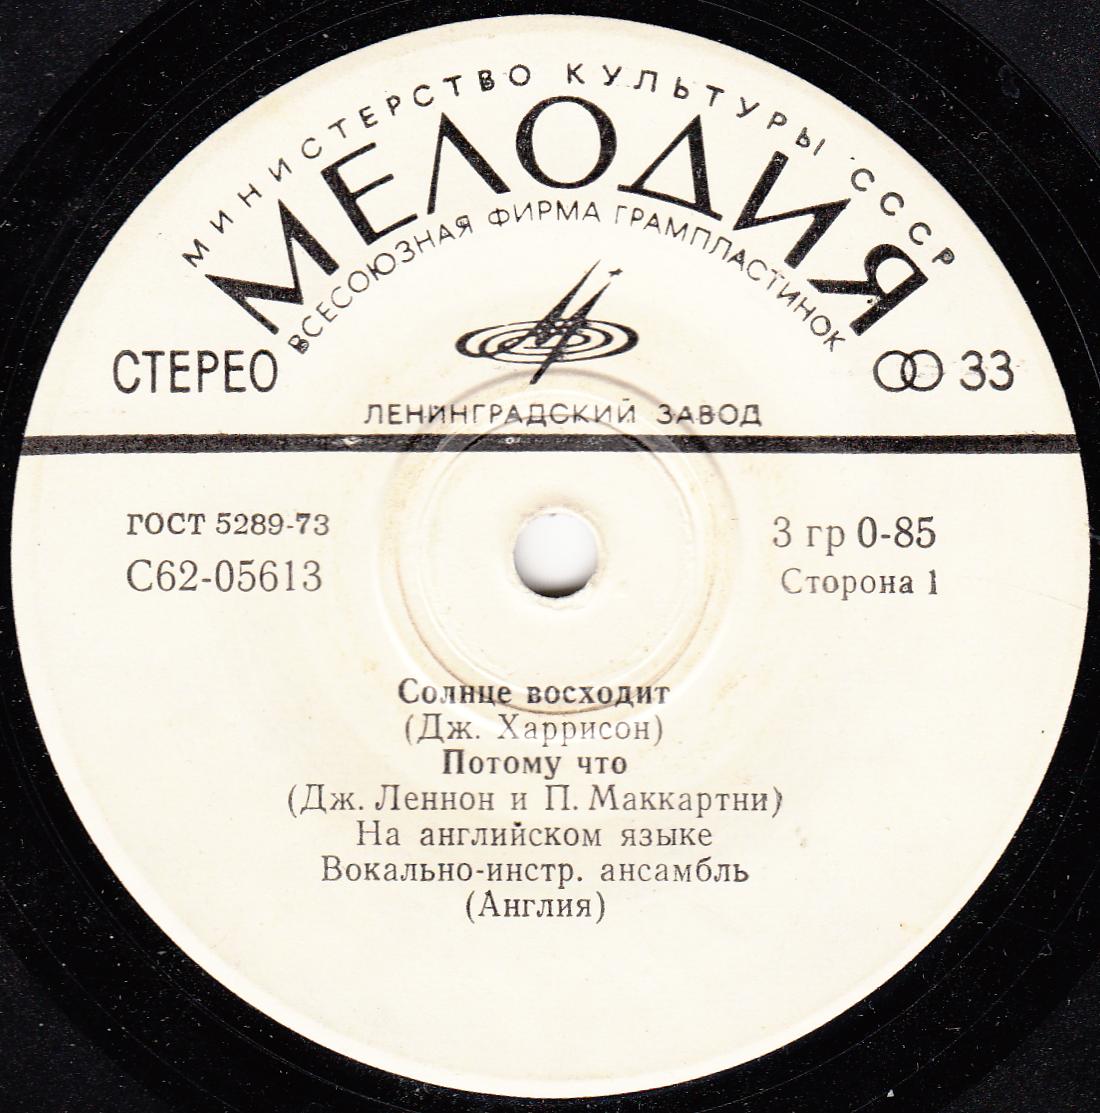 МИНИСТЕРСТВО КУЛЬТУРЫ СССР
МЕЛОДИЯ
ВСЕСОЮЗНАЯ ФИРМА ГРАМПЛАСТИНОК
СТЕРЕО
33
ЛЕНИНГРАДСКИЙ ЗАВОД
ГОСТ 5289-73
3 гр 0-85
С62-05613
Сторона 1
Солнце восходит
(Дж. Харрисон)
Потому что
(Дж. Леннон и П. Маккартни)
На английском языке
Вокально-инстр. ансамбль
(Англия)